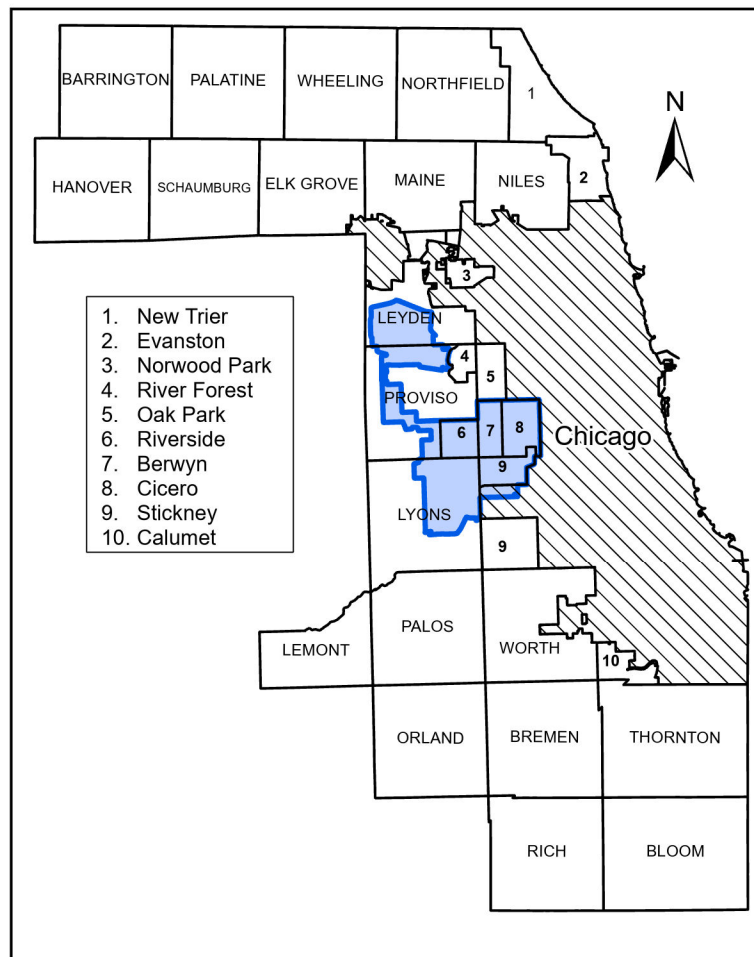 BARRINGTON
PALATINE
WHEELING
NORTHFIELD
1
N
HANOVER
SCHAUMBURG
ELK GROVE
MAINE
NILES
2
3
LEYDEN
4
5
PROVISO
6
7
8
Chicago
9
LYONS
9
1. New Trier
2. Evanston
3. Norwood Park
4. River Forest
5. Oak Park
6. Riverside
7. Berwyn
8. Cicero
9. Stickney
10. Calumet
LEMONT
PALOS
WORTH
10
ORLAND
BREMEN
THORNTON
RICH
BLOOM